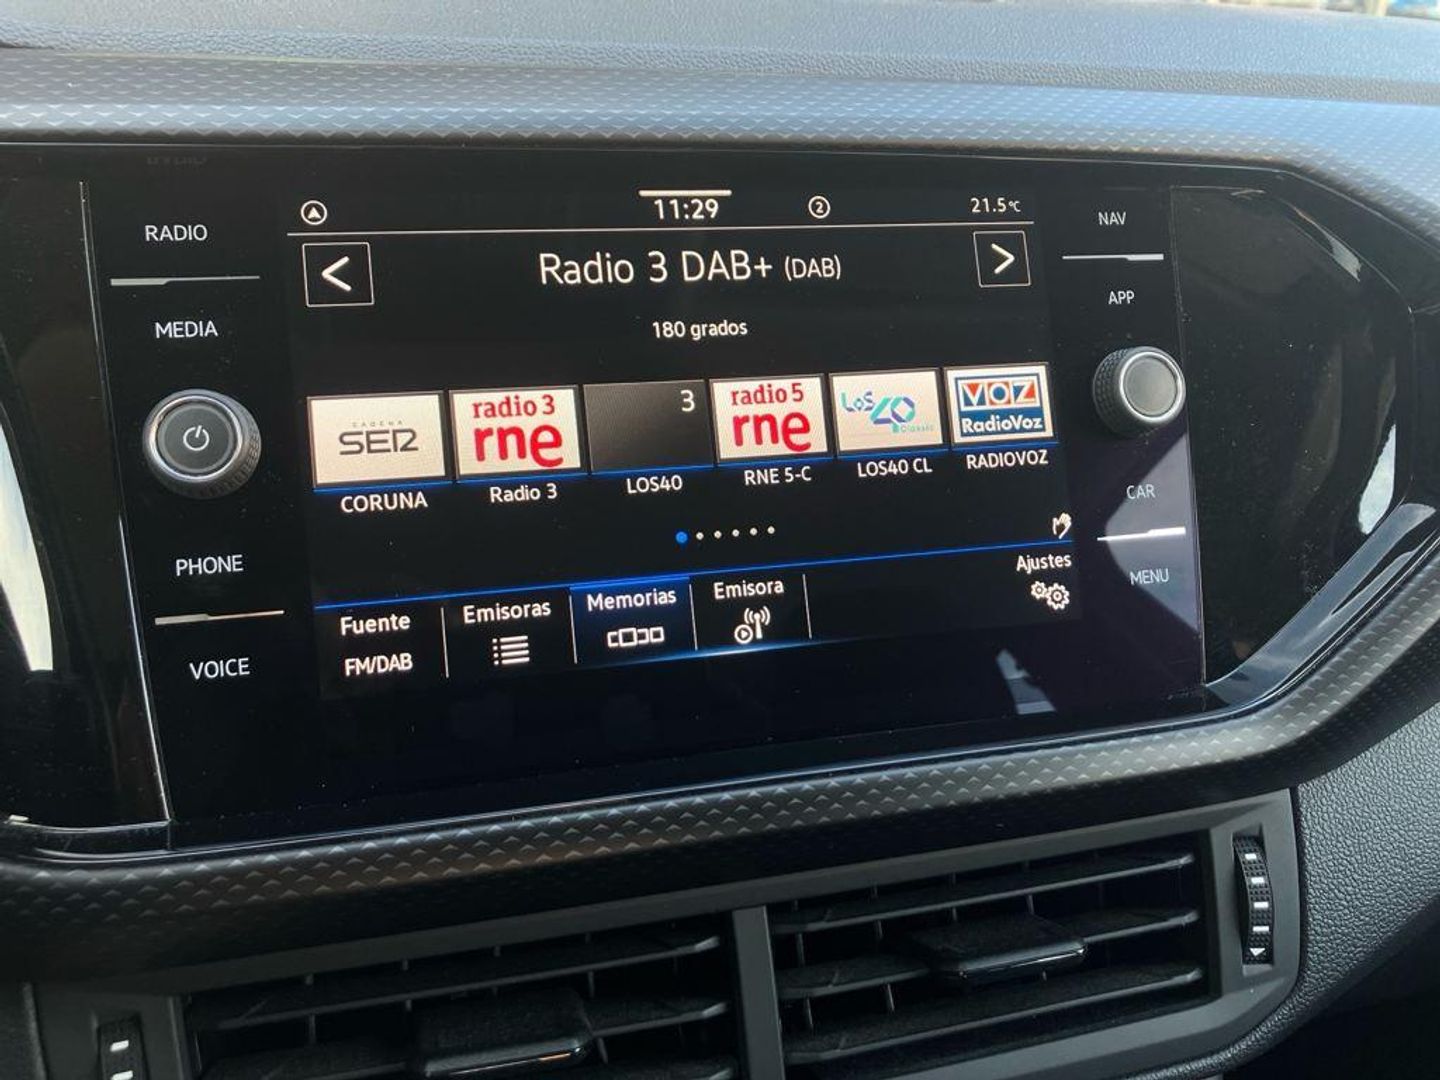 RADIO
MEDIA
PHONE
VOICE
11:29
2
21.5°C
Radio 3 DAB+ (DAB)
180 grados
CADENA
SER
radio 3
rne
3
radio 5
rne
Los 40
Classic
VOZ
RadioVoz
CORUNA
Radio 3
LOS40
RNE 5-C
LOS40 CL
RADIOVOZ
Fuente
FM/DAB
Emisoras
Memorias
Emisora
Ajustes
NAV
APP
CAR
MENU